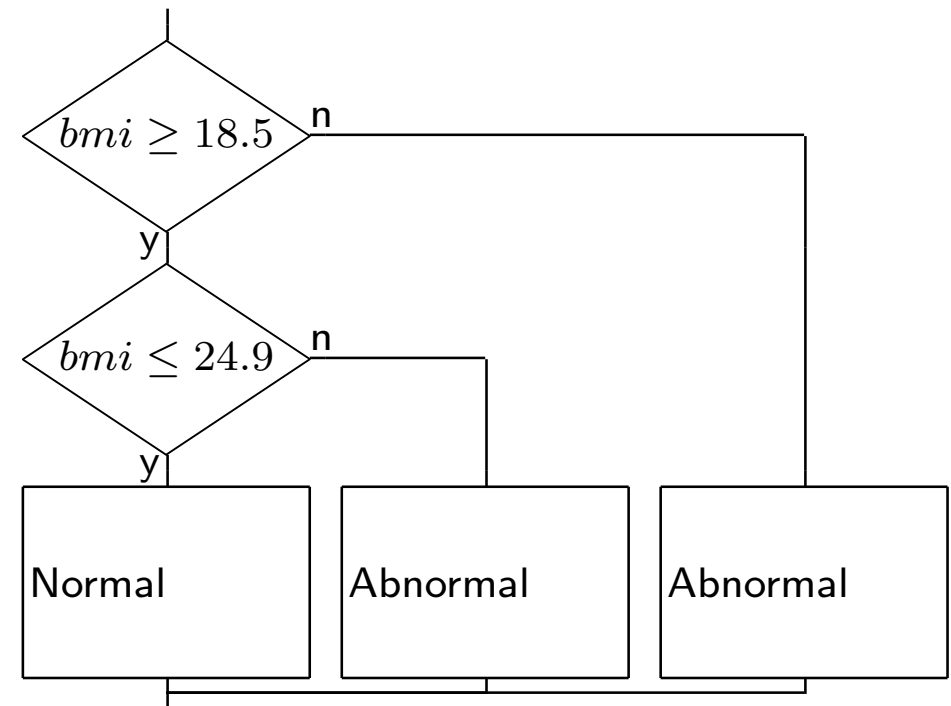 n
bmi ≥ 18.5
y
n
bmi ≤ 24.9
y
Normal
Abnormal
Abnormal